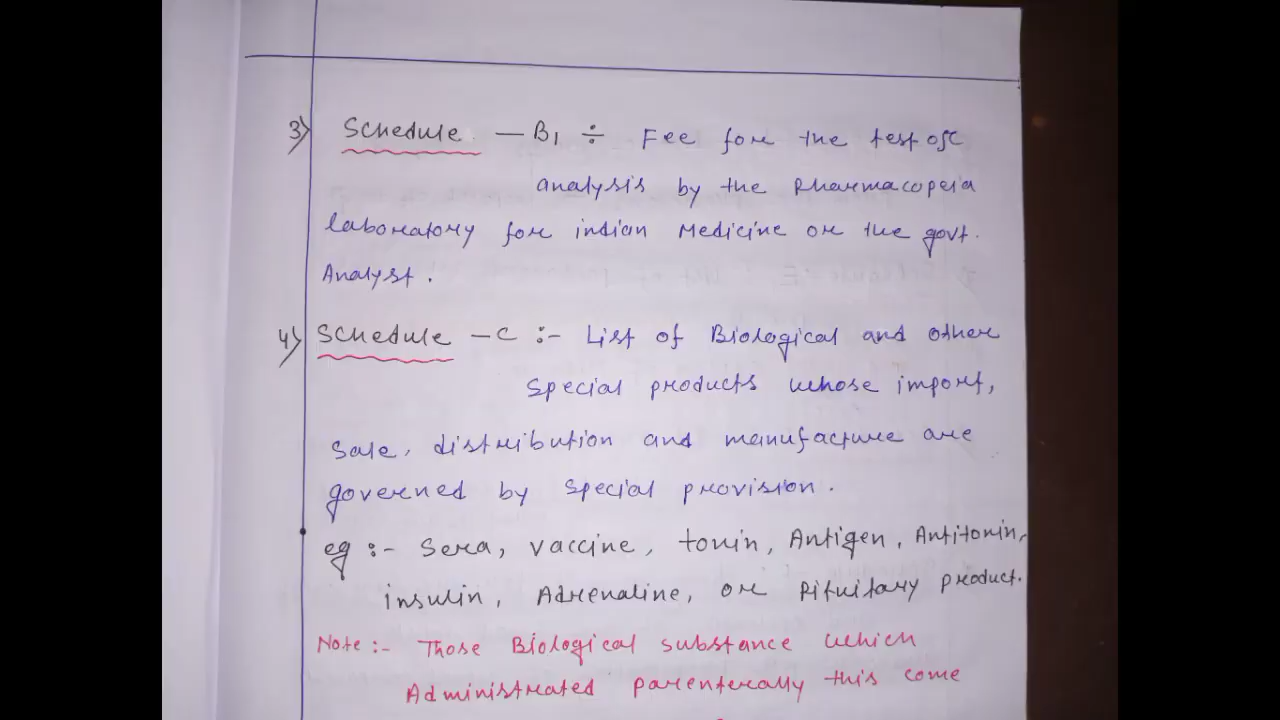 3) Schedule - B1 ÷ Fee for the test or
analysis by the Pharmacopeia
laboratory for indian Medicine or the govt.
Analyst.
4) Schedule - C :- List of Biological and other
Special products whose import,
Sale, distribution and manufacture are
governed by special provision.
eg :- Sera, vaccine, toxin, Antigen, Antitoxin,
insulin, Adrenaline, or Pituitary product.
Note :- Those Biological substance which
Administrated parenterally this come